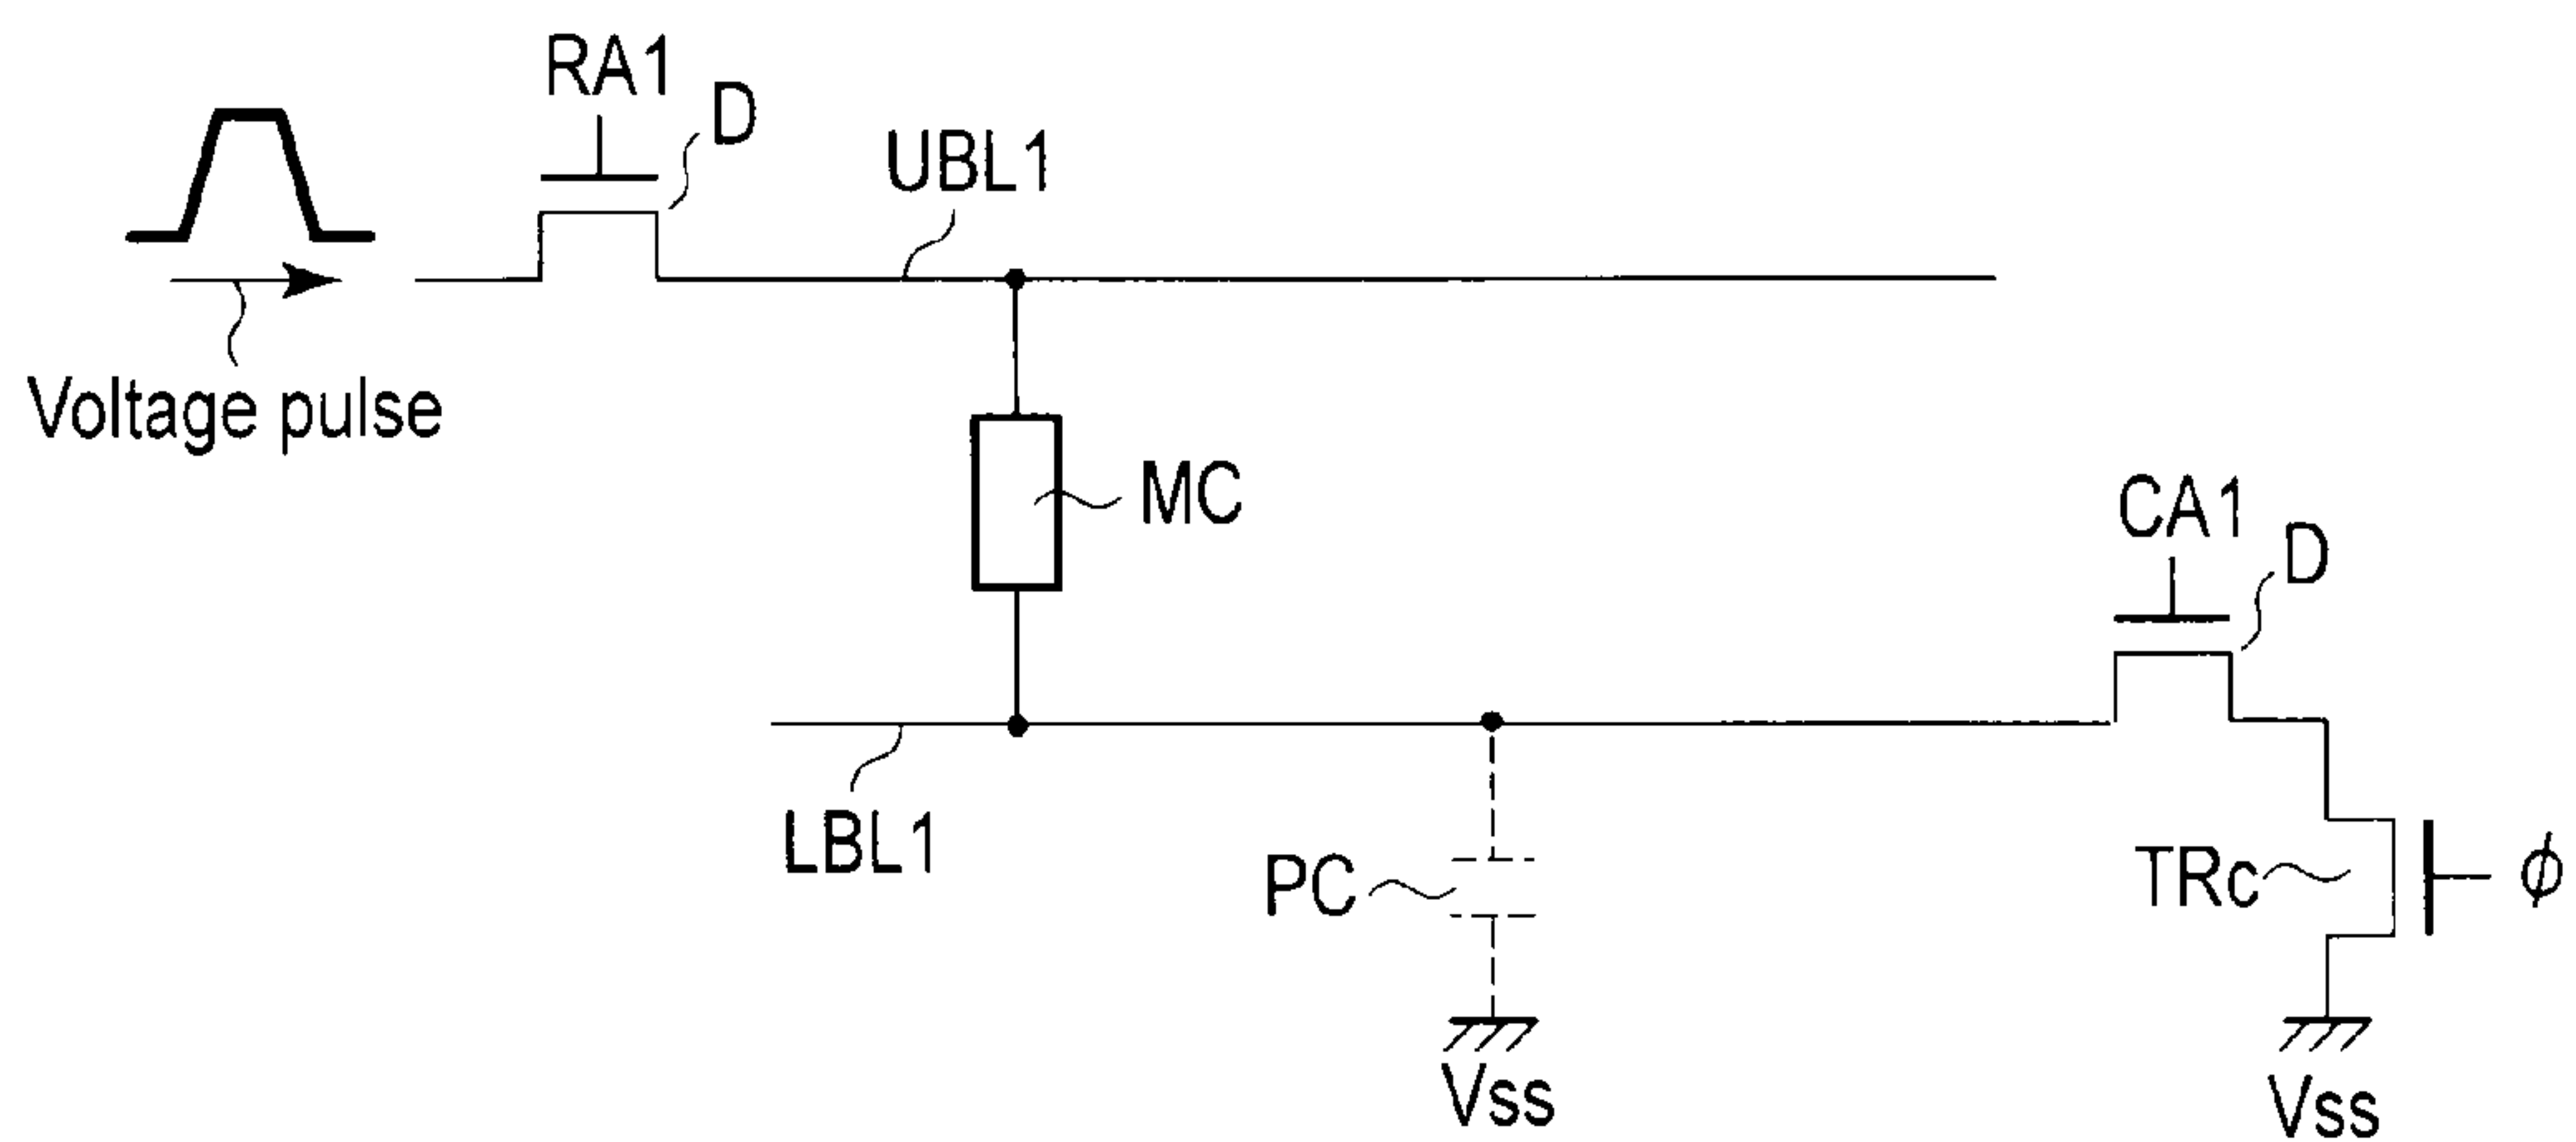 RA1
D
UBL1
Voltage pulse
MC
CA1
D
LBL1
PC
TRc
ϕ
Vss
Vss